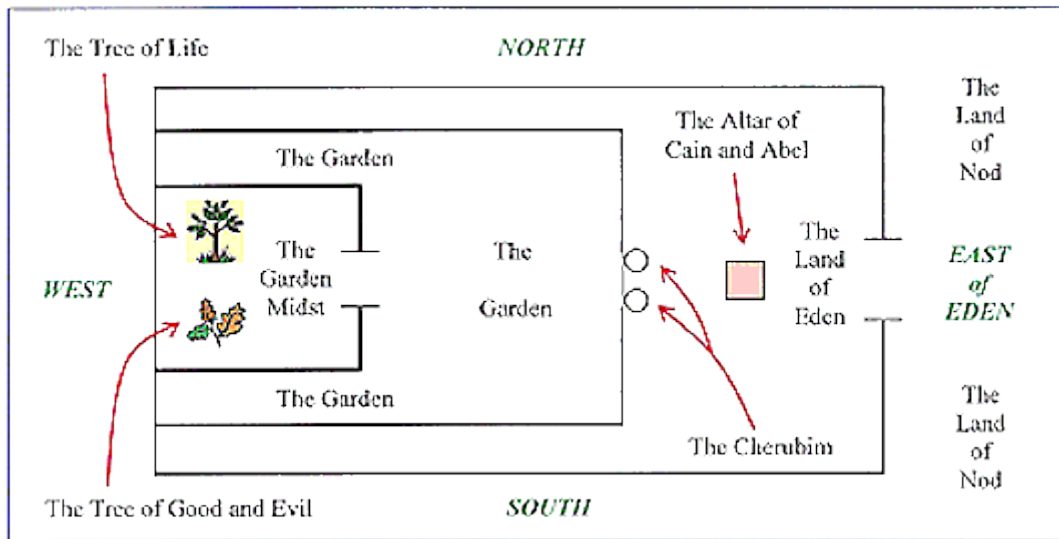 The Tree of Life
NORTH
The
Land
of
Nod
The Altar of
Cain and Abel
The Garden
The
Garden
Midst
The
Garden
The
Land
of
Eden
WEST
EAST
of
EDEN
The Garden
The Cherubim
The
Land
of
Nod
The Tree of Good and Evil
SOUTH